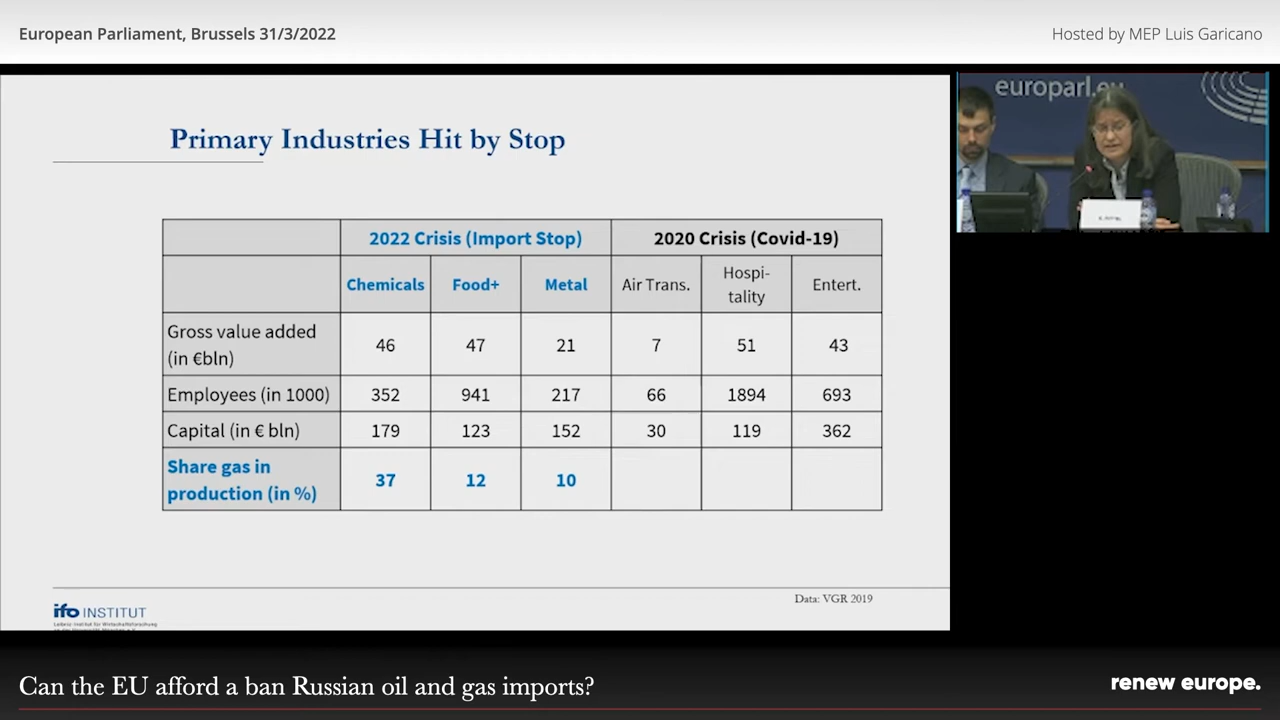 European Parliament, Brussels 31/3/2022
Hosted by MEP Luis Garicano
europarl.eu
Primary Industries Hit by Stop
2022 Crisis (Import Stop) 2020 Crisis (Covid-19)
Chemicals Food+ Metal Air Trans. Hospi-
tality Entert.
Gross value added
(in €bln) 46 47 21 7 51 43
Employees (in 1000) 352 941 217 66 1894 693
Capital (in € bln) 179 123 152 30 119 362
Share gas in
production (in %) 37 12 10
Data: VGR 2019
ifo INSTITUT
Leibniz-Institut für Wirtschaftsforschung
Can the EU afford a ban Russian oil and gas imports?
renew europe.